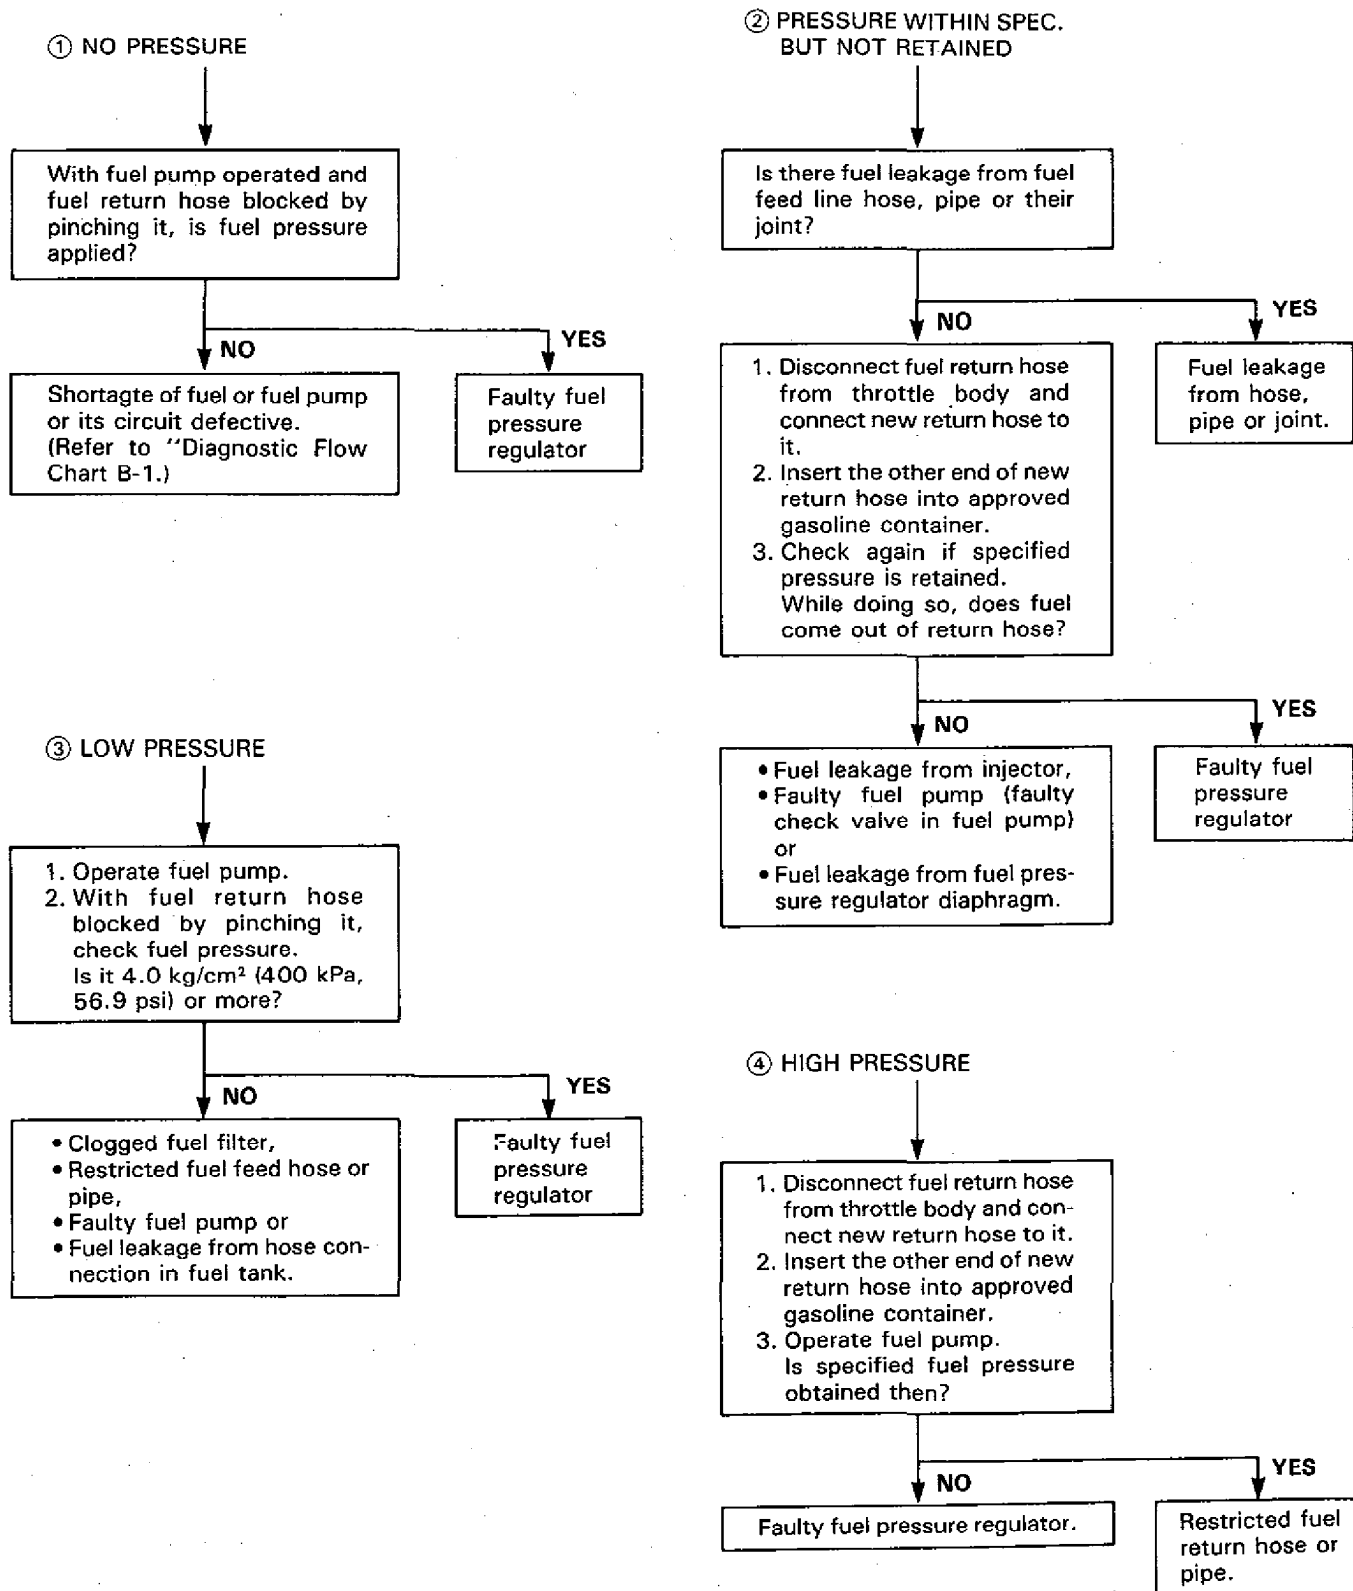 ① NO PRESSURE
With fuel pump operated and
fuel return hose blocked by
pinching it, is fuel pressure
applied?
NO
YES
Shortagte of fuel or fuel pump
or its circuit defective.
(Refer to "Diagnostic Flow
Chart B-1.)
Faulty fuel
pressure
regulator
② PRESSURE WITHIN SPEC.
BUT NOT RETAINED
Is there fuel leakage from fuel
feed line hose, pipe or their
joint?
NO
YES
1. Disconnect fuel return hose
from throttle body and
connect new return hose to
it.
2. Insert the other end of new
return hose into approved
gasoline container.
3. Check again if specified
pressure is retained.
While doing so, does fuel
come out of return hose?
Fuel leakage
from hose,
pipe or joint.
NO
YES
• Fuel leakage from injector,
• Faulty fuel pump (faulty
check valve in fuel pump)
or
• Fuel leakage from fuel pres-
sure regulator diaphragm.
Faulty fuel
pressure
regulator
③ LOW PRESSURE
1. Operate fuel pump.
2. With fuel return hose
blocked by pinching it,
check fuel pressure.
Is it 4.0 kg/cm² (400 kPa,
56.9 psi) or more?
NO
YES
• Clogged fuel filter,
• Restricted fuel feed hose or
pipe,
• Faulty fuel pump or
• Fuel leakage from hose con-
nection in fuel tank.
Faulty fuel
pressure
regulator
④ HIGH PRESSURE
1. Disconnect fuel return hose
from throttle body and con-
nect new return hose to it.
2. Insert the other end of new
return hose into approved
gasoline container.
3. Operate fuel pump.
Is specified fuel pressure
obtained then?
NO
YES
Faulty fuel pressure regulator.
Restricted fuel
return hose or
pipe.